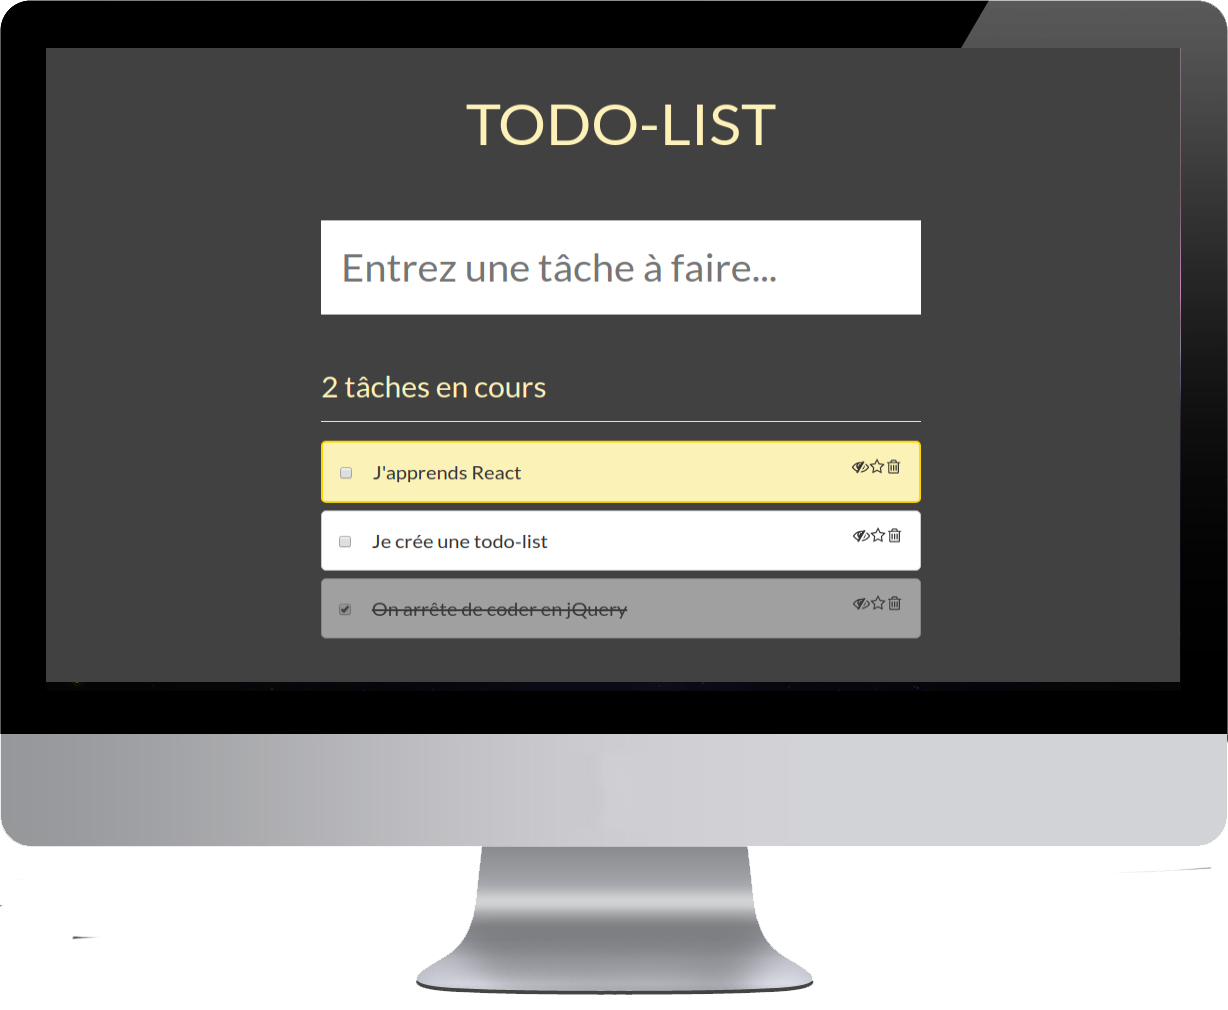 TODO-LIST
Entrez une tâche à faire...
2 tâches en cours
J'apprends React
Je crée une todo-list
On arrête de coder en jQuery